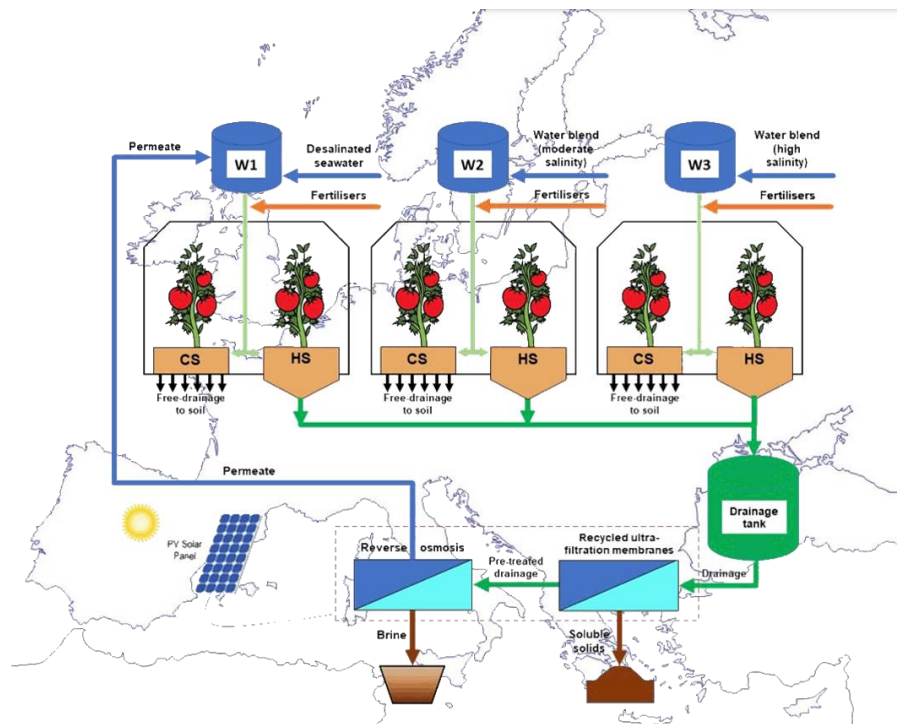 Permeate
W1
Desalinated
seawater
Fertilisers
W2
Water blend
(moderate
salinity)
Fertilisers
W3
Water blend
(high
salinity)
Fertilisers
CS
HS
CS
HS
CS
HS
Free-drainage
to soil
Free-drainage
to soil
Free-drainage
to soil
Permeate
Drainage
tank
PV Solar
Panel
Reverse osmosis
Recycled ultra-
filtration membranes
Pre-treated
drainage
Drainage
Brine
Soluble
solids